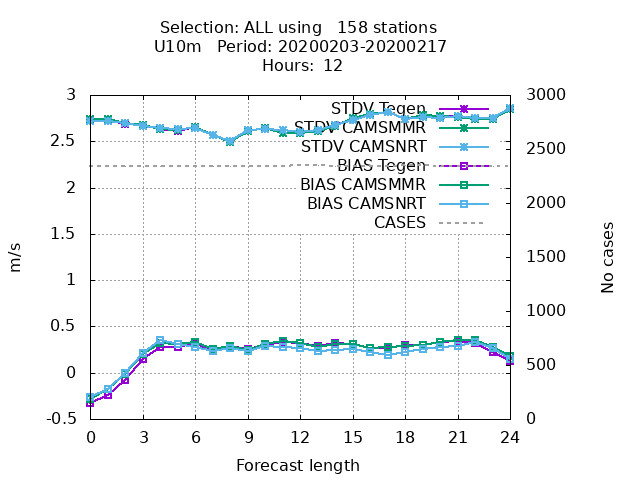 Selection: ALL using   158 stations
U10m   Period: 20200203-20200217
Hours: 12
3
2.5
2
1.5
1
0.5
0
-0.5
m/s
STDV Tegen
STDV CAMSMMR
STDV CAMSNRT
BIAS Tegen
BIAS CAMSMMR
BIAS CAMSNRT
CASES
3000
2500
2000
1500
1000
500
0
No cases
0 3 6 9 12 15 18 21 24
Forecast length